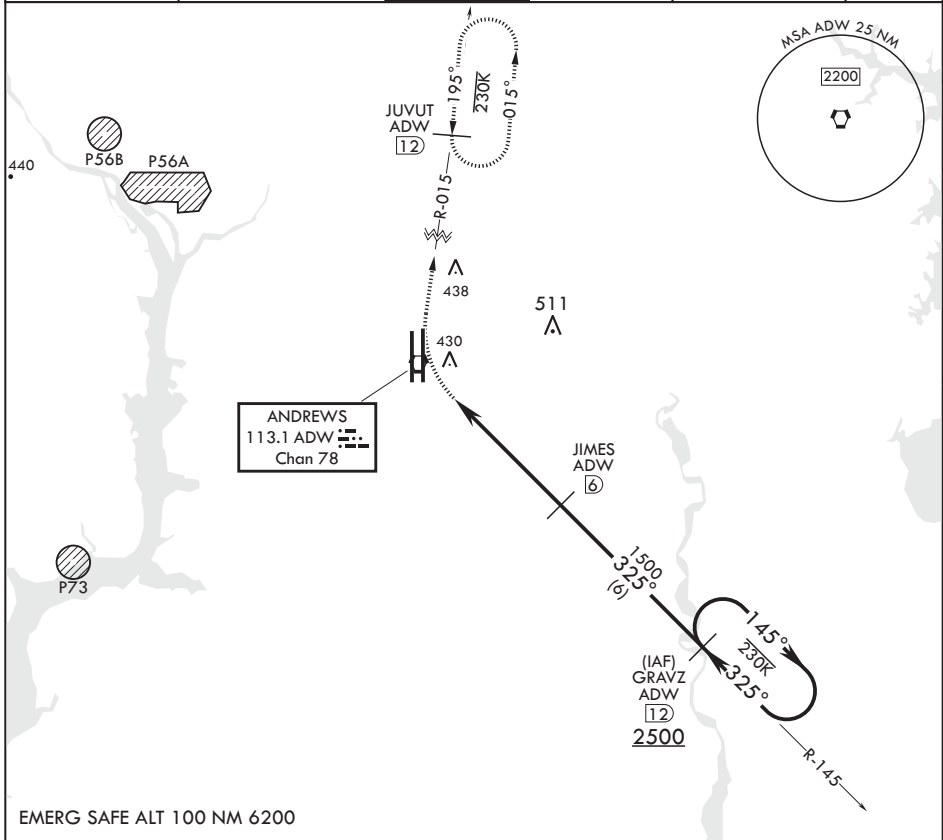 MSA ADW 25 NM
2200
195°
230K
015°
JUVUT
ADW
12
R-015
P56B
P56A
440
438
511
430
ANDREWS
113.1 ADW
Chan 78
JIMES
ADW
6
1500
325°
(6)
P73
145°
230K
325°
(IAF)
GRAVZ
ADW
12
2500
R-145
EMERG SAFE ALT 100 NM 6200